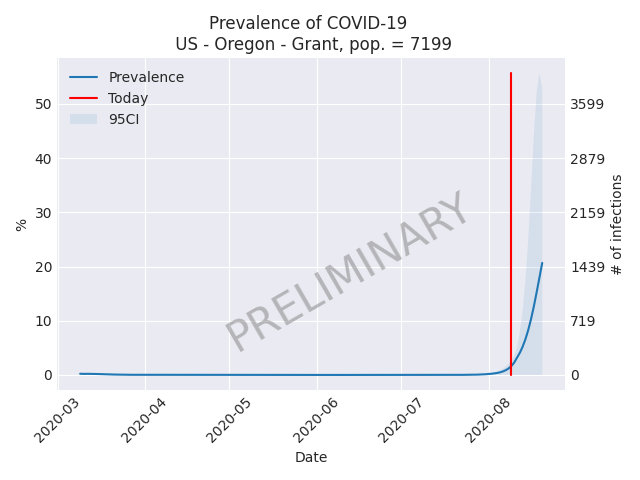 Prevalence of COVID-19
US - Oregon - Grant, pop. = 7199
Prevalence
Today
95CI
50
40
30
20
10
0
%
3599
2879
2159
1439
719
0
# of infections
PRELIMINARY
2020-03
2020-04
2020-05
2020-06
2020-07
2020-08
Date